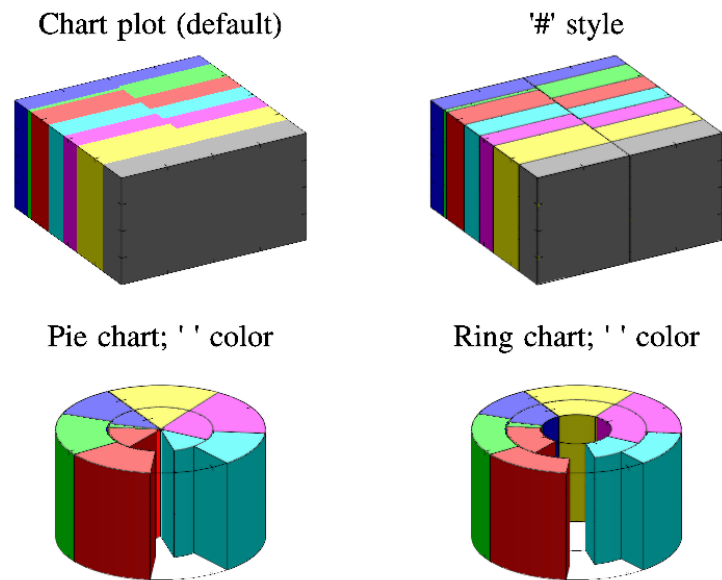 Chart plot (default)
'#' style
Pie chart; ' ' color
Ring chart; ' ' color